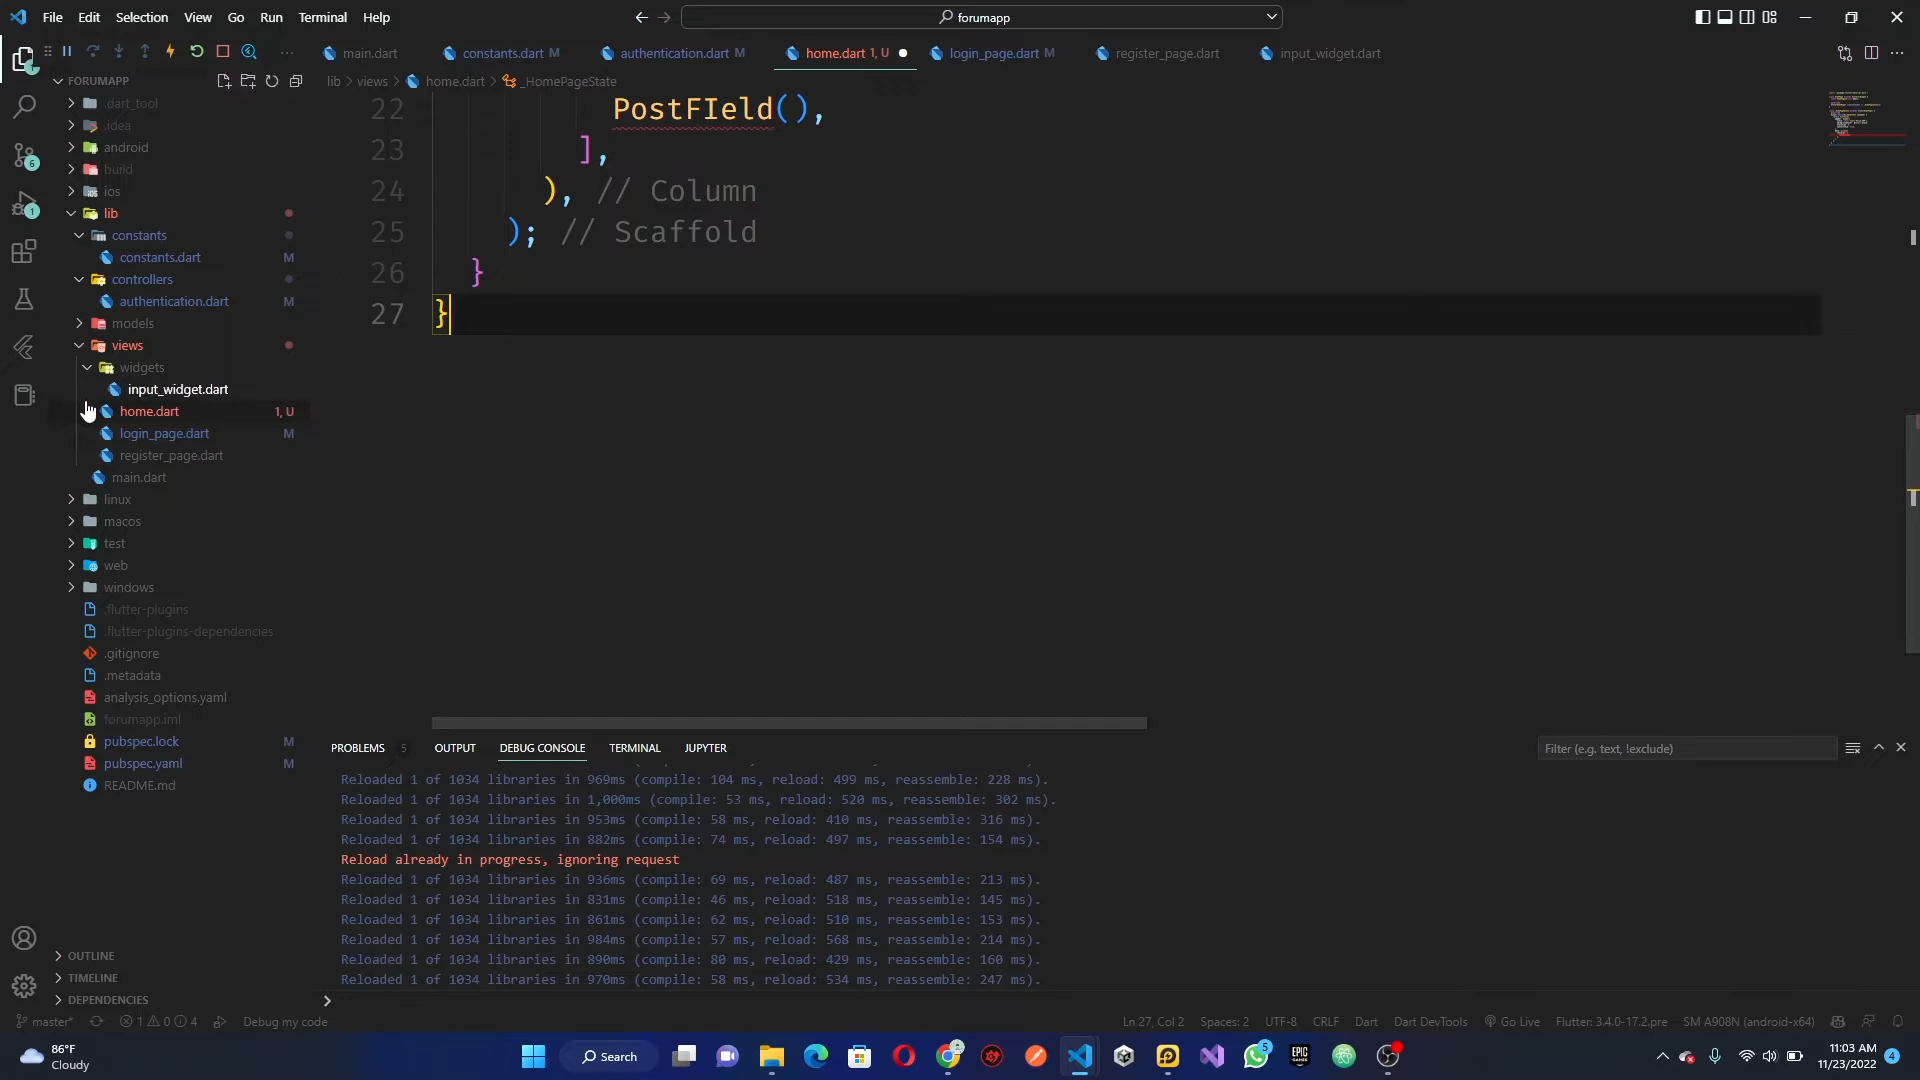 File Edit Selection View Go Run Terminal Help
forumapp
main.dart
constants.dart M
authentication.dart M
home.dart 1, U
login_page.dart M
register_page.dart
input_widget.dart
FORUMAPP
lib > views > home.dart > _HomePageState
.dart_tool
.idea
android
build
ios
lib
constants
constants.dart M
controllers
authentication.dart M
models
views
widgets
input_widget.dart
home.dart 1, U
login_page.dart M
register_page.dart
main.dart
linux
macos
test
web
windows
.flutter-plugins
.flutter-plugins-dependencies
.gitignore
.metadata
analysis_options.yaml
forumapp.iml
pubspec.lock M
pubspec.yaml M
README.md
OUTLINE
TIMELINE
DEPENDENCIES
6
1
22 PostFIeld(),
23 ],
24 ), // Column
25 ); // Scaffold
26 }
27 }
PROBLEMS 5 OUTPUT DEBUG CONSOLE TERMINAL JUPYTER
Filter (e.g. text, !exclude)
Reloaded 1 of 1034 libraries in 969ms (compile: 104 ms, reload: 499 ms, reassemble: 228 ms).
Reloaded 1 of 1034 libraries in 1,000ms (compile: 53 ms, reload: 520 ms, reassemble: 302 ms).
Reloaded 1 of 1034 libraries in 953ms (compile: 58 ms, reload: 410 ms, reassemble: 316 ms).
Reloaded 1 of 1034 libraries in 882ms (compile: 74 ms, reload: 497 ms, reassemble: 154 ms).
Reload already in progress, ignoring request
Reloaded 1 of 1034 libraries in 936ms (compile: 69 ms, reload: 487 ms, reassemble: 213 ms).
Reloaded 1 of 1034 libraries in 831ms (compile: 46 ms, reload: 518 ms, reassemble: 145 ms).
Reloaded 1 of 1034 libraries in 861ms (compile: 62 ms, reload: 510 ms, reassemble: 153 ms).
Reloaded 1 of 1034 libraries in 984ms (compile: 57 ms, reload: 568 ms, reassemble: 214 ms).
Reloaded 1 of 1034 libraries in 890ms (compile: 80 ms, reload: 429 ms, reassemble: 160 ms).
Reloaded 1 of 1034 libraries in 970ms (compile: 58 ms, reload: 534 ms, reassemble: 247 ms).
master* 1 0 4 Debug my code
Ln 27, Col 2 Spaces: 2 UTF-8 CRLF Dart Dart DevTools Go Live Flutter: 3.4.0-17.2.pre SM A908N (android-x64)
86°F
Cloudy
Search
5
EPIC
GAMES
11:03 AM
11/23/2022
4